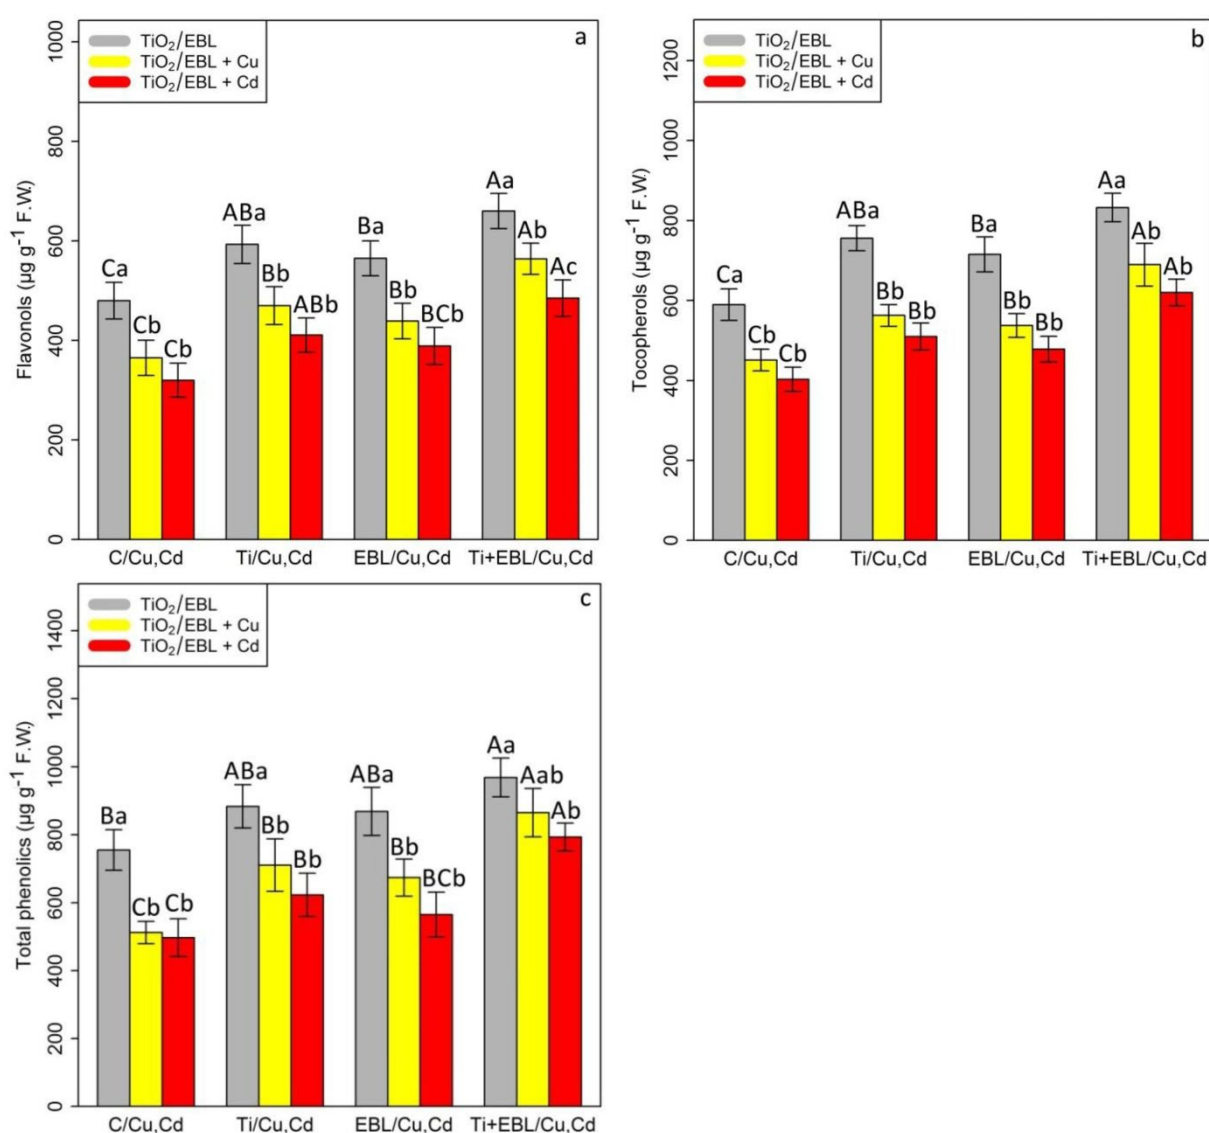 a
TiO2/EBL
TiO2/EBL + Cu
TiO2/EBL + Cd
Flavonols (µg g-1 F.W.)
0 200 400 600 800 1000
Ca Cb Cb
ABa Bb ABb
Ba Bb BCb
Aa Ab Ac
C/Cu,Cd Ti/Cu,Cd EBL/Cu,Cd Ti+EBL/Cu,Cd
b
TiO2/EBL
TiO2/EBL + Cu
TiO2/EBL + Cd
Tocopherols (µg g-1 F.W.)
0 200 400 600 800 1000 1200
Ca Cb Cb
ABa Bb Bb
Ba Bb Bb
Aa Ab Ab
C/Cu,Cd Ti/Cu,Cd EBL/Cu,Cd Ti+EBL/Cu,Cd
c
TiO2/EBL
TiO2/EBL + Cu
TiO2/EBL + Cd
Total phenolics (µg g-1 F.W.)
0 200 400 600 800 1000 1200 1400
Ba Cb Cb
ABa Bb Bb
ABa Bb BCb
Aa Aab Ab
C/Cu,Cd Ti/Cu,Cd EBL/Cu,Cd Ti+EBL/Cu,Cd